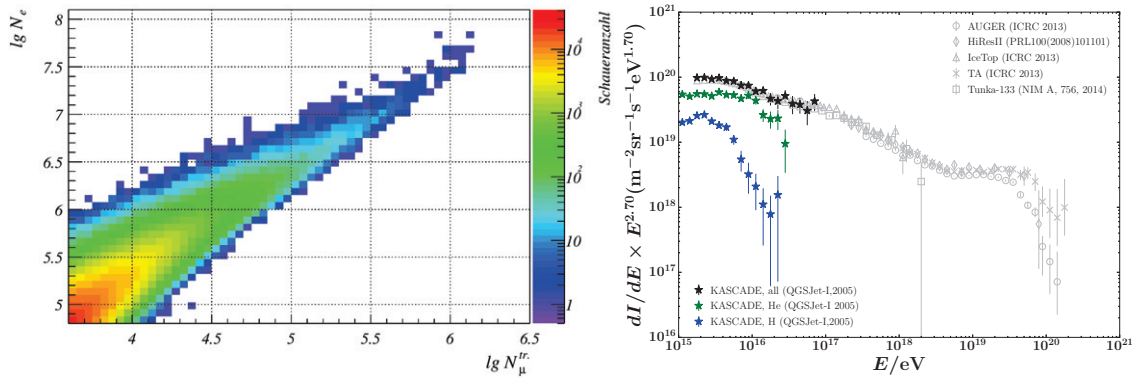 lg N_e
8
7.5
7
6.5
6
5.5
5
4
4.5
5
5.5
6
6.5
lg N_μ^tr.
Schaueranzahl
10^4
10^3
10^2
10
1
dI/dE × E^2.70 (m^-2 sr^-1 s^-1 eV^1.70)
10^21
10^20
10^19
10^18
10^17
10^16
AUGER (ICRC 2013)
HiResII (PRL100(2008)101101)
IceTop (ICRC 2013)
TA (ICRC 2013)
Tunka-133 (NIM A, 756, 2014)
KASCADE, all (QGSJet-I,2005)
KASCADE, He (QGSJet-I 2005)
KASCADE, H (QGSJet-I,2005)
10^15
10^16
10^17
10^18
10^19
10^20
10^21
E/eV